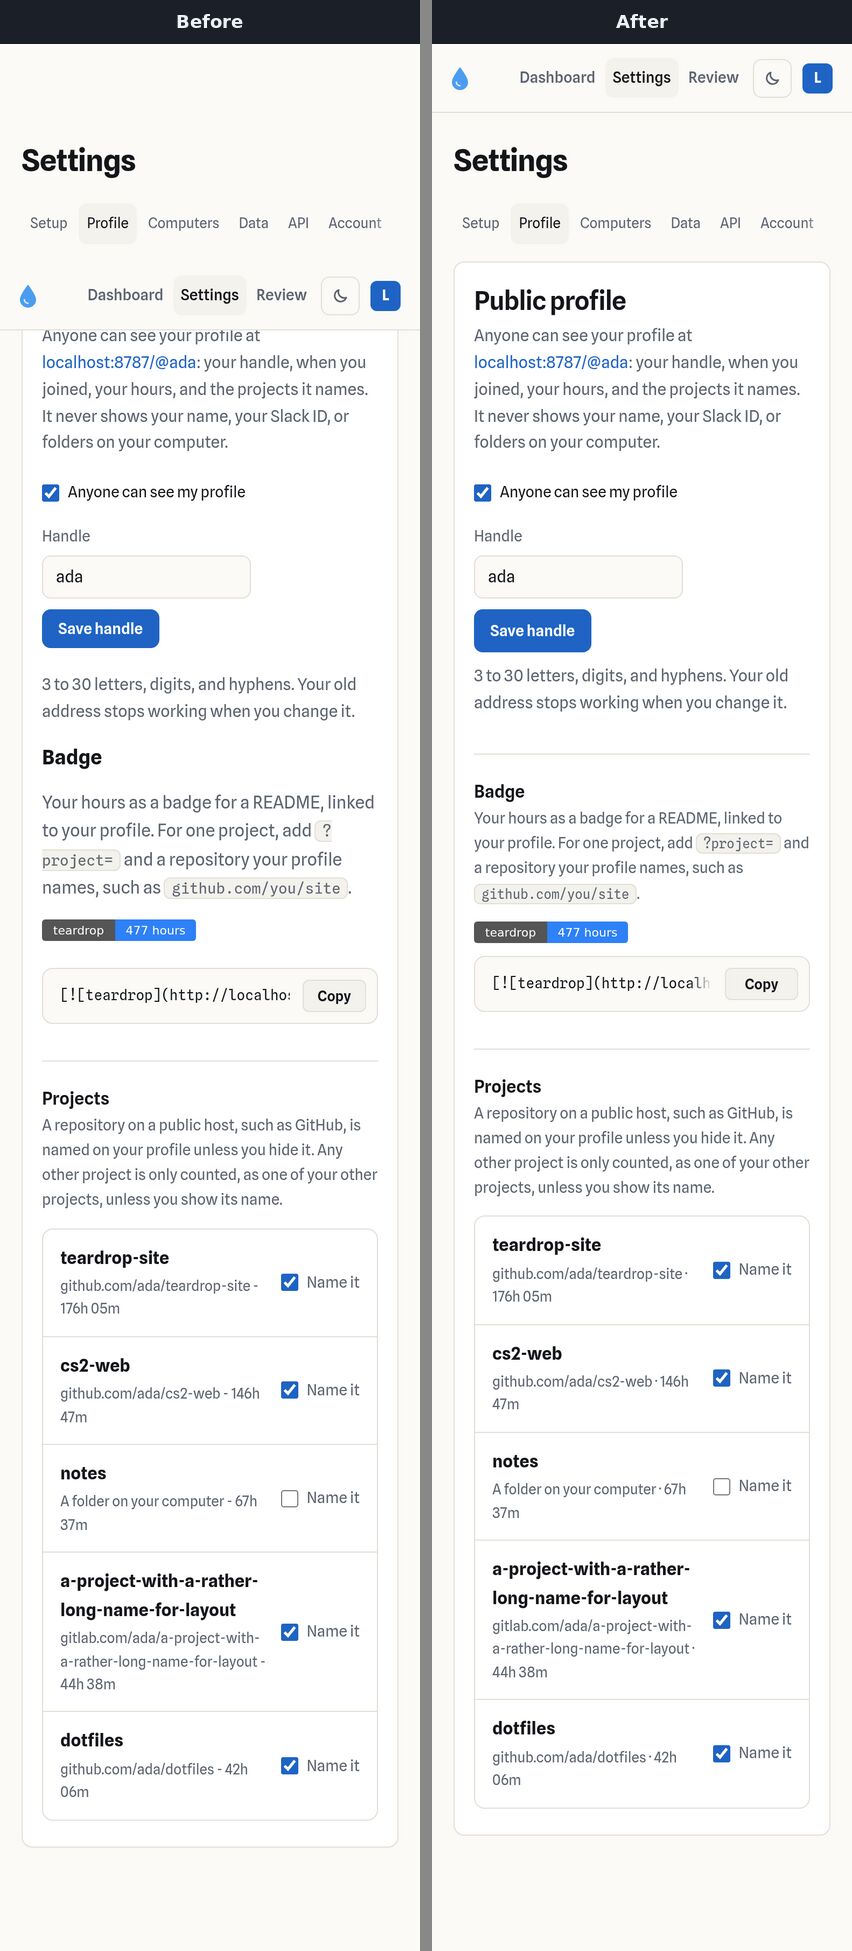 Before
Settings
Setup Profile Computers Data API Account
Dashboard Settings Review L
Anyone can see your profile at
localhost:8787/@ada: your handle, when you
joined, your hours, and the projects it names.
It never shows your name, your Slack ID, or
folders on your computer.
Anyone can see my profile
Handle
ada
Save handle
3 to 30 letters, digits, and hyphens. Your old
address stops working when you change it.
Badge
Your hours as a badge for a README, linked
to your profile. For one project, add ?
project= and a repository your profile
names, such as github.com/you/site.
teardrop 477 hours
[![teardrop](http://localhos Copy
Projects
A repository on a public host, such as GitHub, is
named on your profile unless you hide it. Any
other project is only counted, as one of your other
projects, unless you show its name.
teardrop-site
github.com/ada/teardrop-site -
176h 05m
Name it
cs2-web
github.com/ada/cs2-web - 146h
47m
Name it
notes
A folder on your computer - 67h
37m
Name it
a-project-with-a-rather-
long-name-for-layout
gitlab.com/ada/a-project-with-
a-rather-long-name-for-layout -
44h 38m
Name it
dotfiles
github.com/ada/dotfiles - 42h
06m
Name it
After
Dashboard Settings Review L
Settings
Setup Profile Computers Data API Account
Public profile
Anyone can see your profile at
localhost:8787/@ada: your handle, when you
joined, your hours, and the projects it names.
It never shows your name, your Slack ID, or
folders on your computer.
Anyone can see my profile
Handle
ada
Save handle
3 to 30 letters, digits, and hyphens. Your old
address stops working when you change it.
Badge
Your hours as a badge for a README, linked to
your profile. For one project, add ?project= and
a repository your profile names, such as
github.com/you/site.
teardrop 477 hours
[![teardrop](http://localh Copy
Projects
A repository on a public host, such as GitHub, is
named on your profile unless you hide it. Any
other project is only counted, as one of your other
projects, unless you show its name.
teardrop-site
github.com/ada/teardrop-site ·
176h 05m
Name it
cs2-web
github.com/ada/cs2-web · 146h
47m
Name it
notes
A folder on your computer · 67h
37m
Name it
a-project-with-a-rather-
long-name-for-layout
gitlab.com/ada/a-project-with-
a-rather-long-name-for-layout ·
44h 38m
Name it
dotfiles
github.com/ada/dotfiles · 42h
06m
Name it